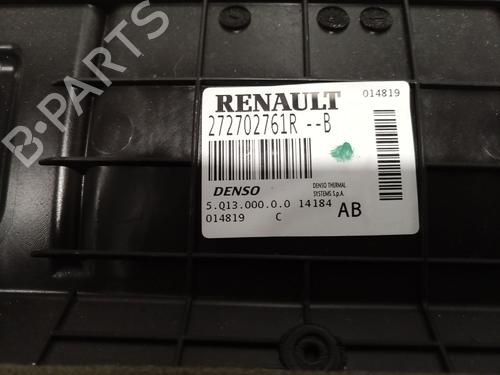 B-PARTS
RENAULT 014819
272702761R --B
DENSO DENSO THERMAL
SYSTEMS S.p.A.
5.Q13.000.0.0 14184
014819 C AB